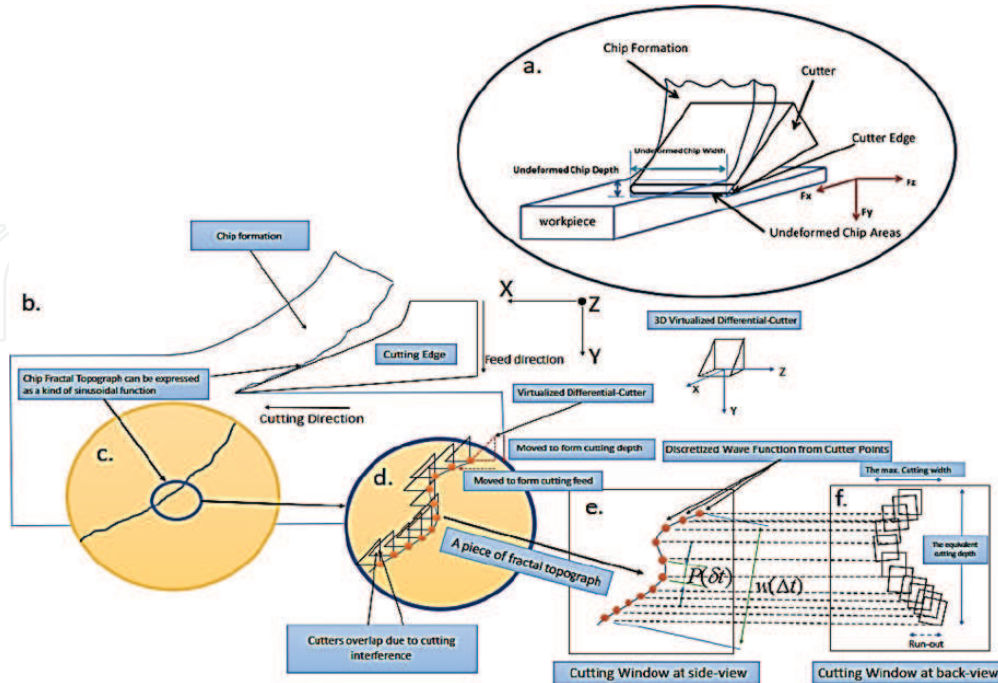 a.
Chip Formation
Cutter
Undeformed Chip Width
Cutter Edge
Undeformed Chip Depth
Fz
Fx
Fy
workpiece
Undeformed Chip Areas
Chip formation
b.
X
Z
Y
3D Virtualized Differential-Cutter
Cutting Edge
Feed direction
Z
X
Y
Chip Fractal Topograph can be expressed
as a kind of sinusoidal function
Virtualized Differential-Cutter
Cutting Direction
Discretized Wave Function from Cutter Points
c.
d.
Moved to form cutting depth
The max. Cutting width
Moved to form cutting feed
e.
f.
A piece of fractal topograph
P(δt)
w(Δt)
The equivalent
cutting depth
Cutters overlap due to cutting
interference
Run-out
Cutting Window at side-view
Cutting Window at back-view